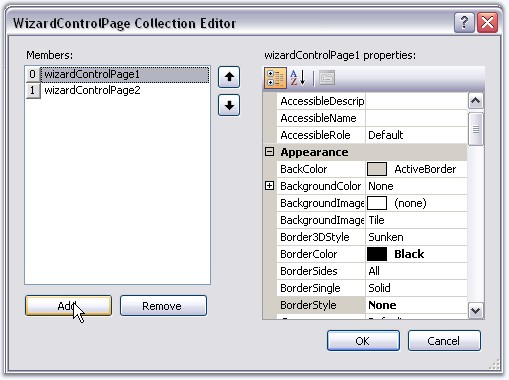 WizardControlPage Collection Editor
Members:
0 wizardControlPage1
1 wizardControlPage2
Add
Remove
wizardControlPage1 properties:
AccessibleDescrip
AccessibleName
AccessibleRole Default
Appearance
BackColor ActiveBorder
BackgroundColor None
BackgroundImage (none)
BackgroundImage Tile
Border3DStyle Sunken
BorderColor Black
BorderSides All
BorderSingle Solid
BorderStyle None
OK
Cancel